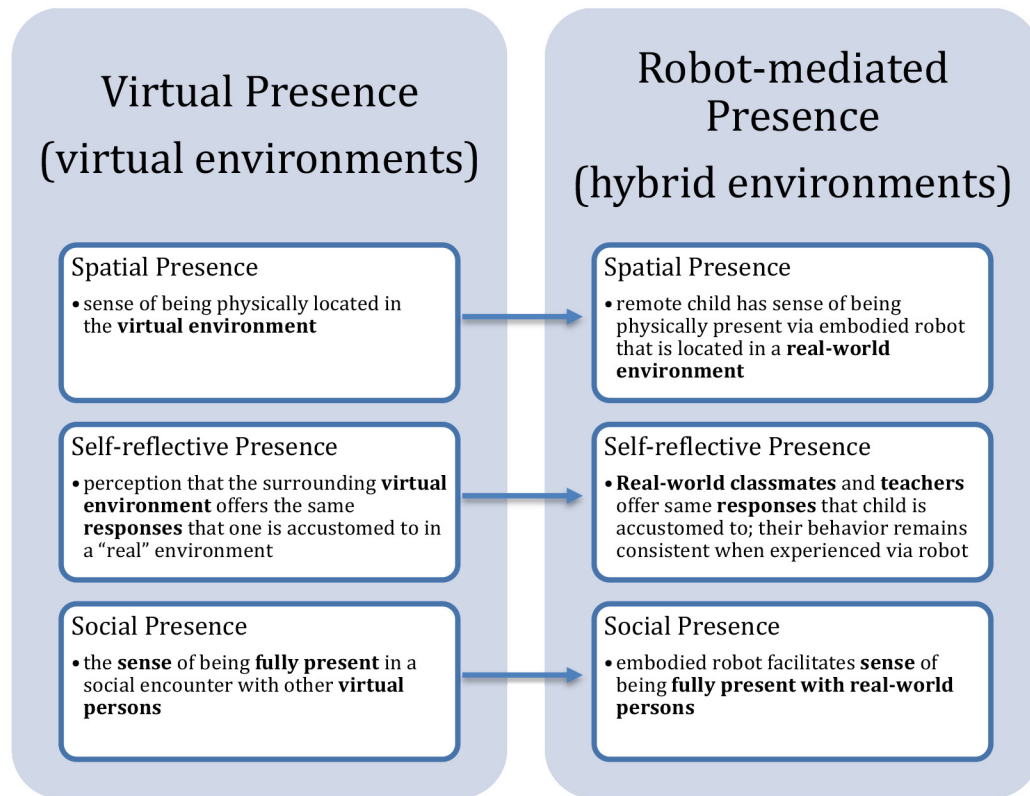 Virtual Presence
(virtual environments)
Spatial Presence
• sense of being physically located in
the virtual environment
Self-reflective Presence
• perception that the surrounding virtual
environment offers the same
responses that one is accustomed to in
a “real” environment
Social Presence
• the sense of being fully present in a
social encounter with other virtual
persons
Robot-mediated
Presence
(hybrid environments)
Spatial Presence
• remote child has sense of being
physically present via embodied robot
that is located in a real-world
environment
Self-reflective Presence
• Real-world classmates and teachers
offer same responses that child is
accustomed to; their behavior remains
consistent when experienced via robot
Social Presence
• embodied robot facilitates sense of
being fully present with real-world
persons